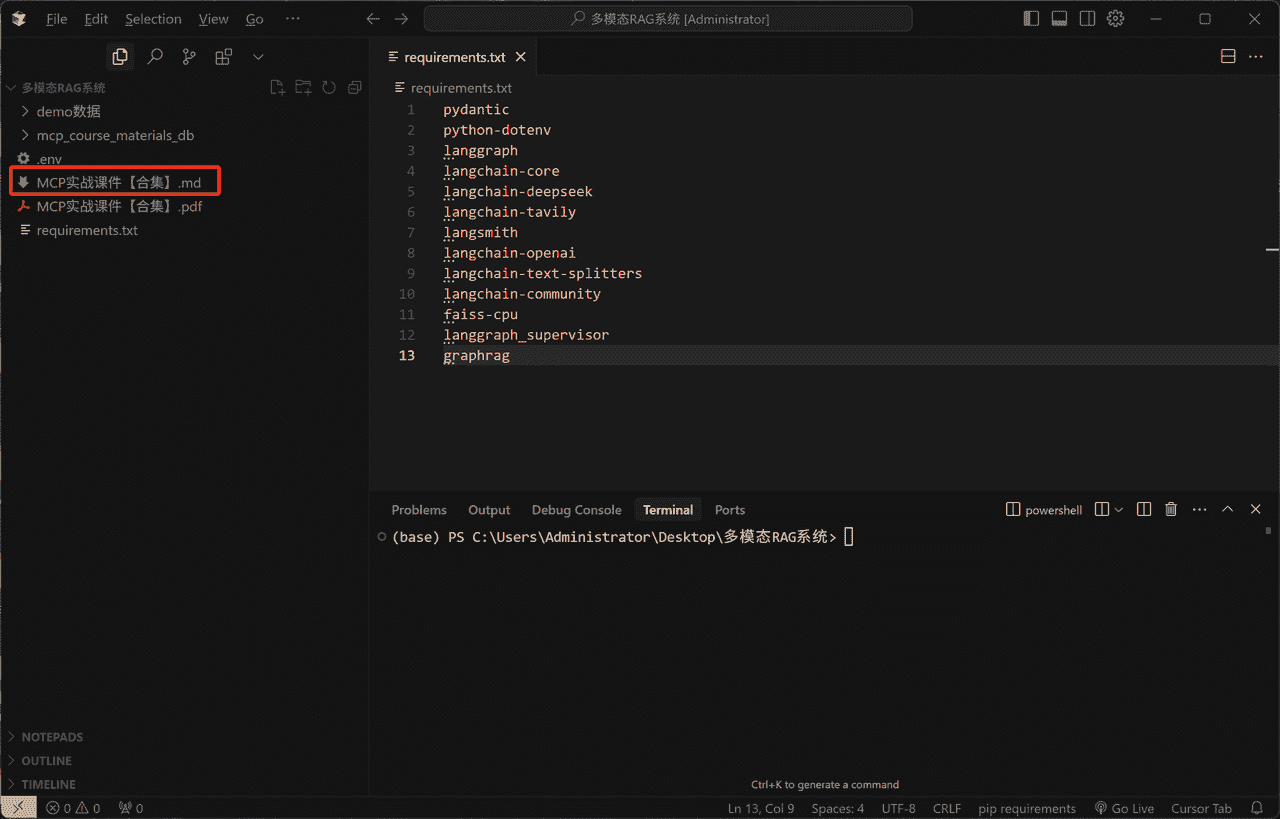 File Edit Selection View Go ···
多模态RAG系统 [Administrator]
requirements.txt
多模态RAG系统
demo数据
mcp_course_materials_db
.env
MCP实战课件【合集】.md
MCP实战课件【合集】.pdf
requirements.txt
NOTEPADS
OUTLINE
TIMELINE
requirements.txt
1 pydantic
2 python-dotenv
3 langgraph
4 langchain-core
5 langchain-deepseek
6 langchain-tavily
7 langsmith
8 langchain-openai
9 langchain-text-splitters
10 langchain-community
11 faiss-cpu
12 langgraph_supervisor
13 graphrag
Problems Output Debug Console Terminal Ports powershell
(base) PS C:\Users\Administrator\Desktop\多模态RAG系统>
Ctrl+K to generate a command
0 0 0 Ln 13, Col 9 Spaces: 4 UTF-8 CRLF pip requirements Go Live Cursor Tab